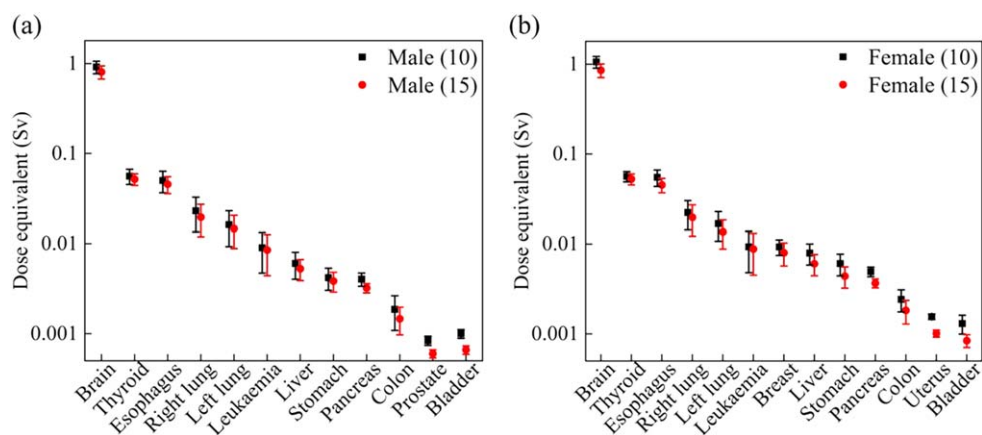 (a)
Male (10)
Male (15)
Dose equivalent (Sv)
1
0.1
0.01
0.001
Brain
Thyroid
Esophagus
Right lung
Left lung
Leukaemia
Liver
Stomach
Pancreas
Colon
Prostate
Bladder
(b)
Female (10)
Female (15)
Dose equivalent (Sv)
1
0.1
0.01
0.001
Brain
Thyroid
Esophagus
Right lung
Left lung
Leukaemia
Breast
Liver
Stomach
Pancreas
Colon
Uterus
Bladder